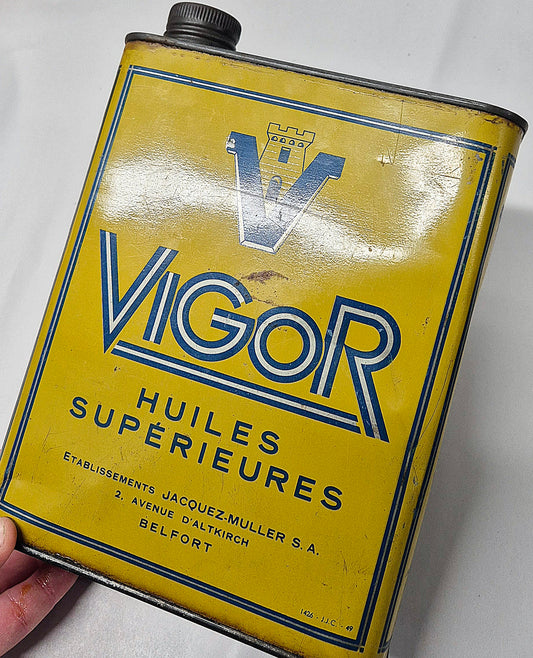 V
VIGOR
HUILES
SUPÉRIEURES
ETABLISSEMENTS JACQUEZ-MULLER S.A.
2, AVENUE D'ALTKIRCH
BELFORT
1426 - J.J.C. - 49